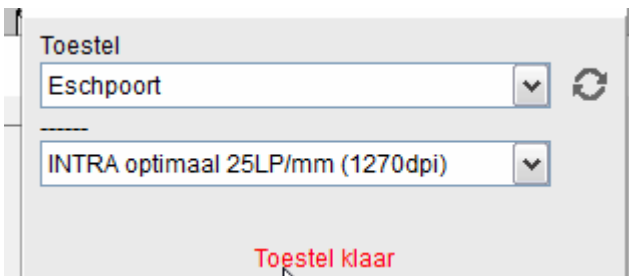 Toestel
Eschpoort
------
INTRA optimaal 25LP/mm (1270dpi)
Toestel klaar